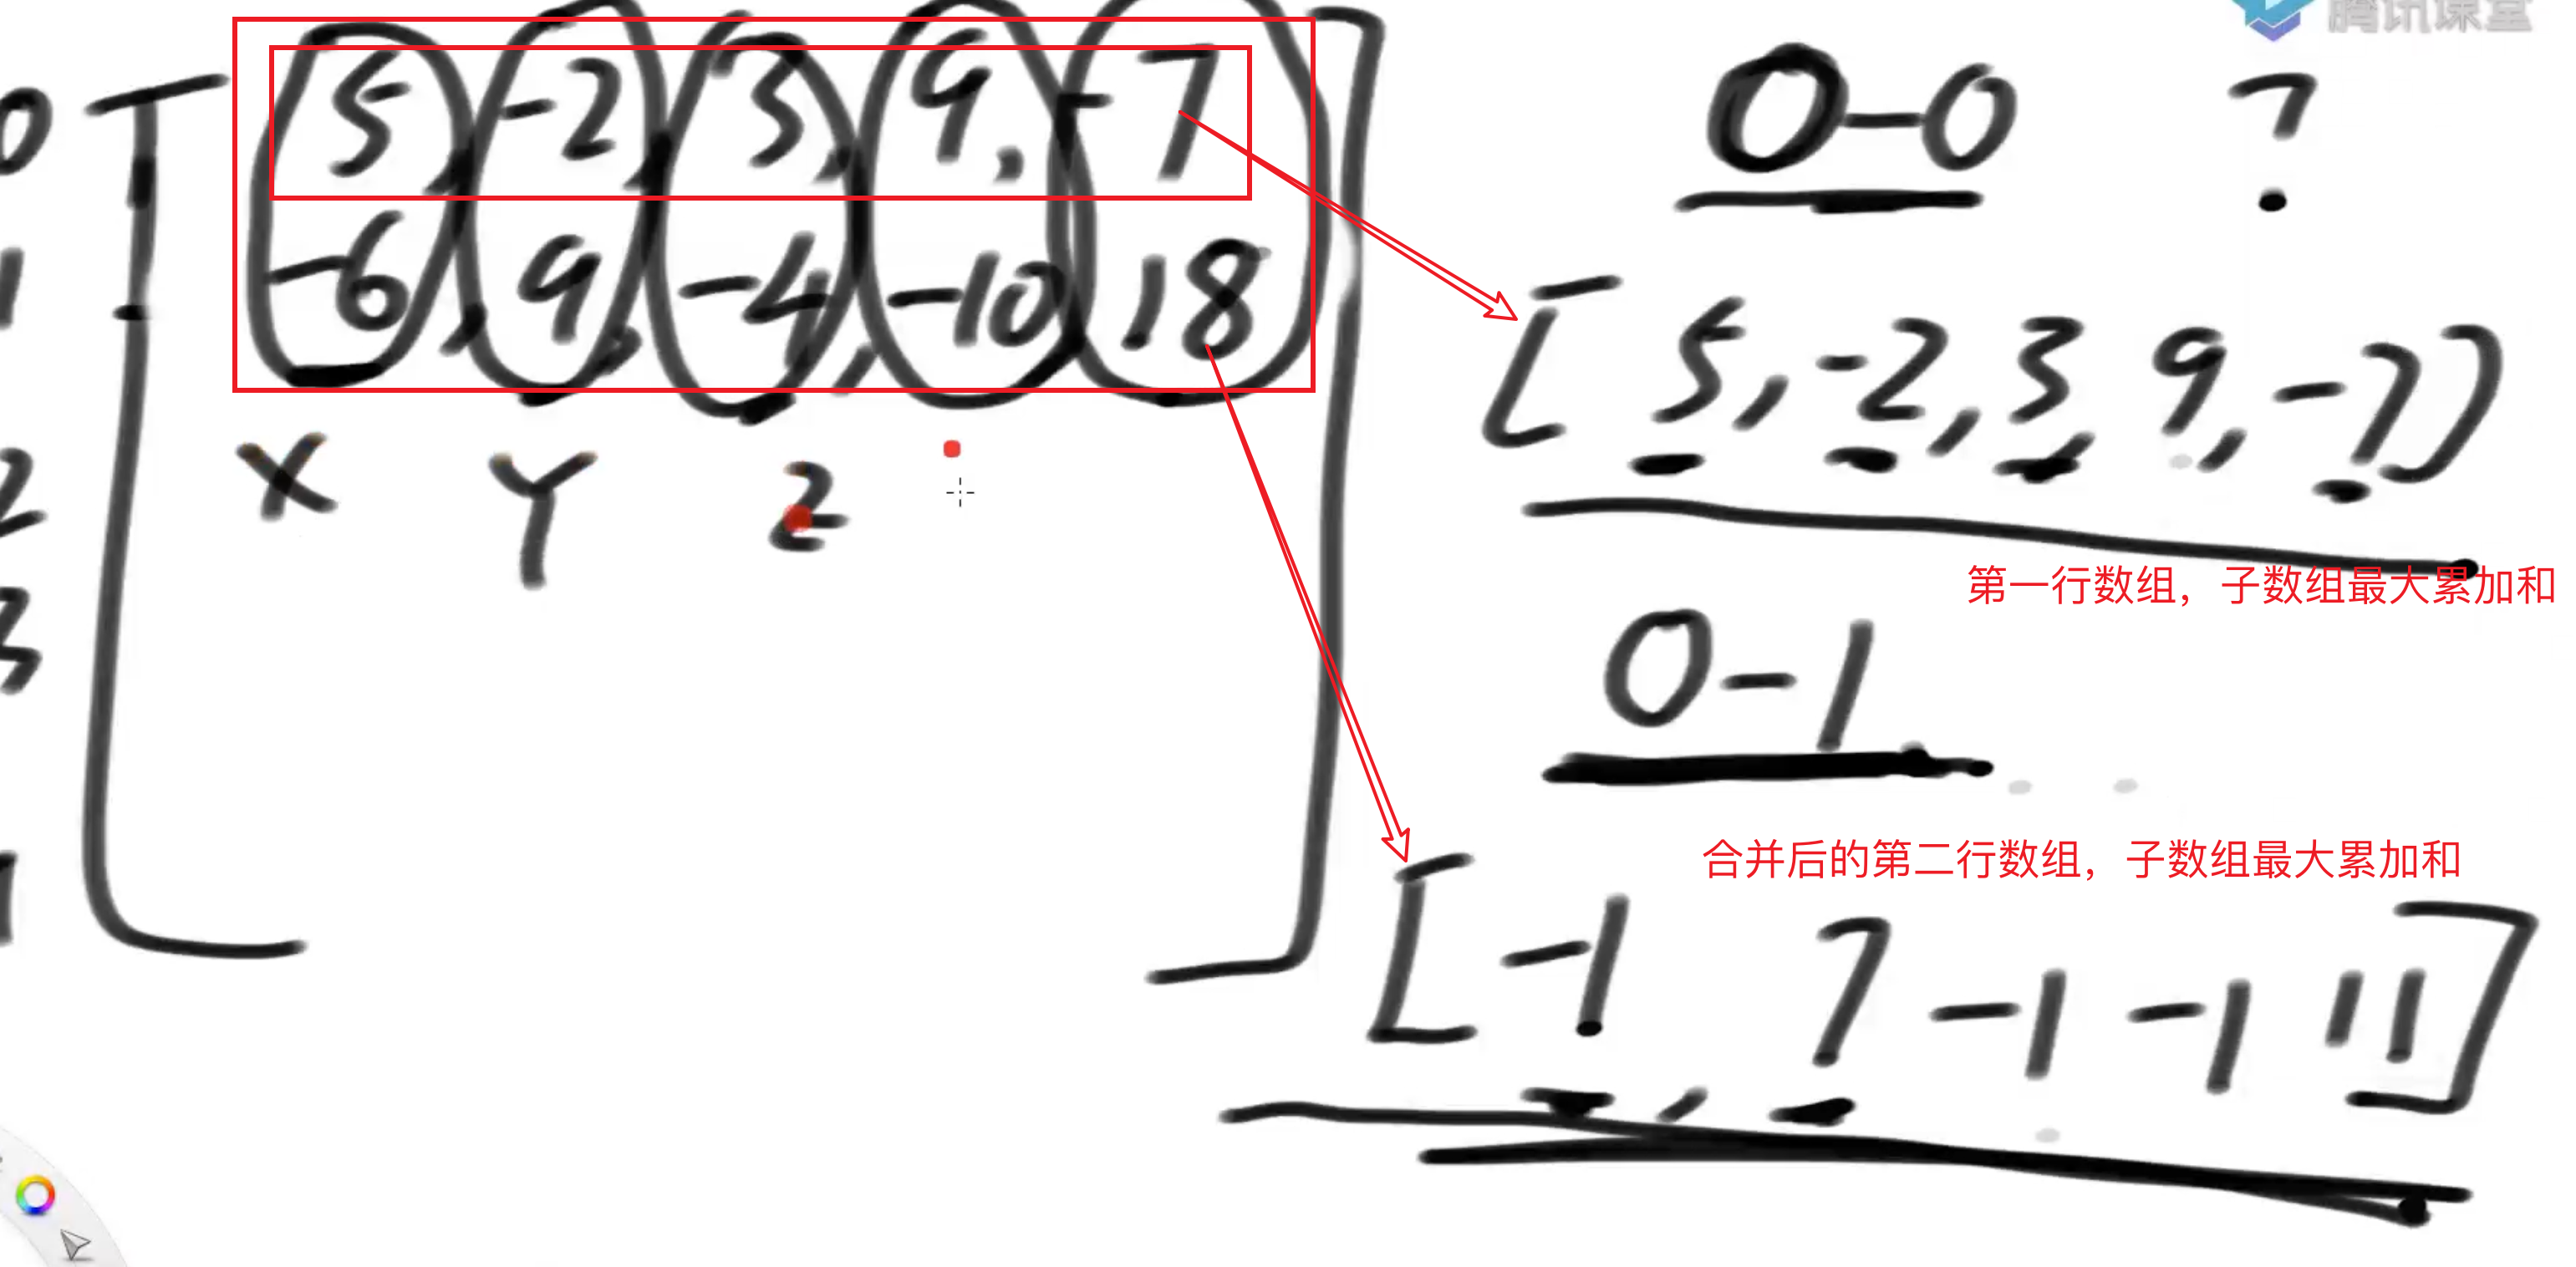 腾讯课堂
0 5, -2, 3, 9, -7
1 -6, 9, -4, -10, 18
X Y Z
2
3
0-0 ?
[5, -2, 3, 9, -7]
第一行数组，子数组最大累加和
0-1
合并后的第二行数组，子数组最大累加和
[-1, 7 -1 -1 11]